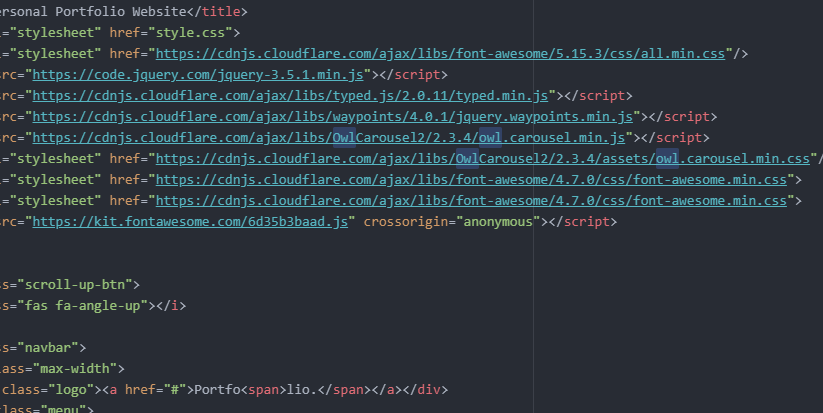 ersonal Portfolio Website</title>
="stylesheet" href="style.css">
="stylesheet" href="https://cdnjs.cloudflare.com/ajax/libs/font-awesome/5.15.3/css/all.min.css"/>
src="https://code.jquery.com/jquery-3.5.1.min.js"></script>
src="https://cdnjs.cloudflare.com/ajax/libs/typed.js/2.0.11/typed.min.js"></script>
src="https://cdnjs.cloudflare.com/ajax/libs/waypoints/4.0.1/jquery.waypoints.min.js"></script>
src="https://cdnjs.cloudflare.com/ajax/libs/OwlCarousel2/2.3.4/owl.carousel.min.js"></script>
="stylesheet" href="https://cdnjs.cloudflare.com/ajax/libs/OwlCarousel2/2.3.4/assets/owl.carousel.min.css"/
="stylesheet" href="https://cdnjs.cloudflare.com/ajax/libs/font-awesome/4.7.0/css/font-awesome.min.css">
="stylesheet" href="https://cdnjs.cloudflare.com/ajax/libs/font-awesome/4.7.0/css/font-awesome.min.css">
src="https://kit.fontawesome.com/6d35b3baad.js" crossorigin="anonymous"></script>
s="scroll-up-btn">
s="fas fa-angle-up"></i>
ss="navbar">
lass="max-width">
class="logo"><a href="#">Portfo<span>lio.</span></a></div>
class="menu">